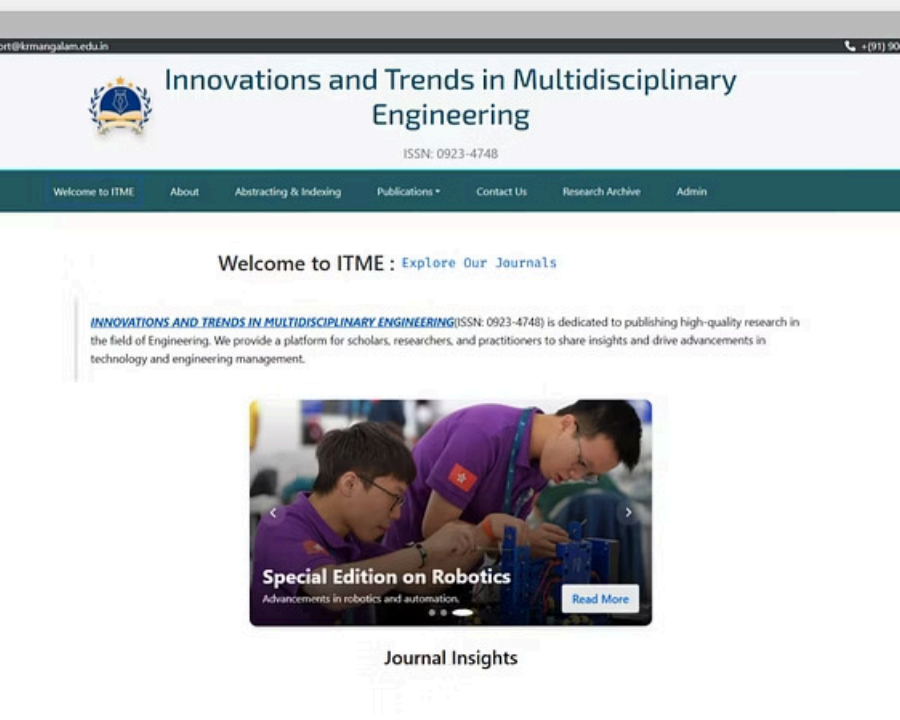 ort@krmangalam.edu.in
+(91) 90
Innovations and Trends in Multidisciplinary
Engineering
ISSN: 0923-4748
Welcome to ITME About Abstracting & Indexing Publications Contact Us Research Archive Admin
Welcome to ITME : Explore Our Journals
INNOVATIONS AND TRENDS IN MULTIDISCIPLINARY ENGINEERING(ISSN: 0923-4748) is dedicated to publishing high-quality research in
the field of Engineering. We provide a platform for scholars, researchers, and practitioners to share insights and drive advancements in
technology and engineering management.
Special Edition on Robotics
Advancements in robotics and automation.
Read More
Journal Insights